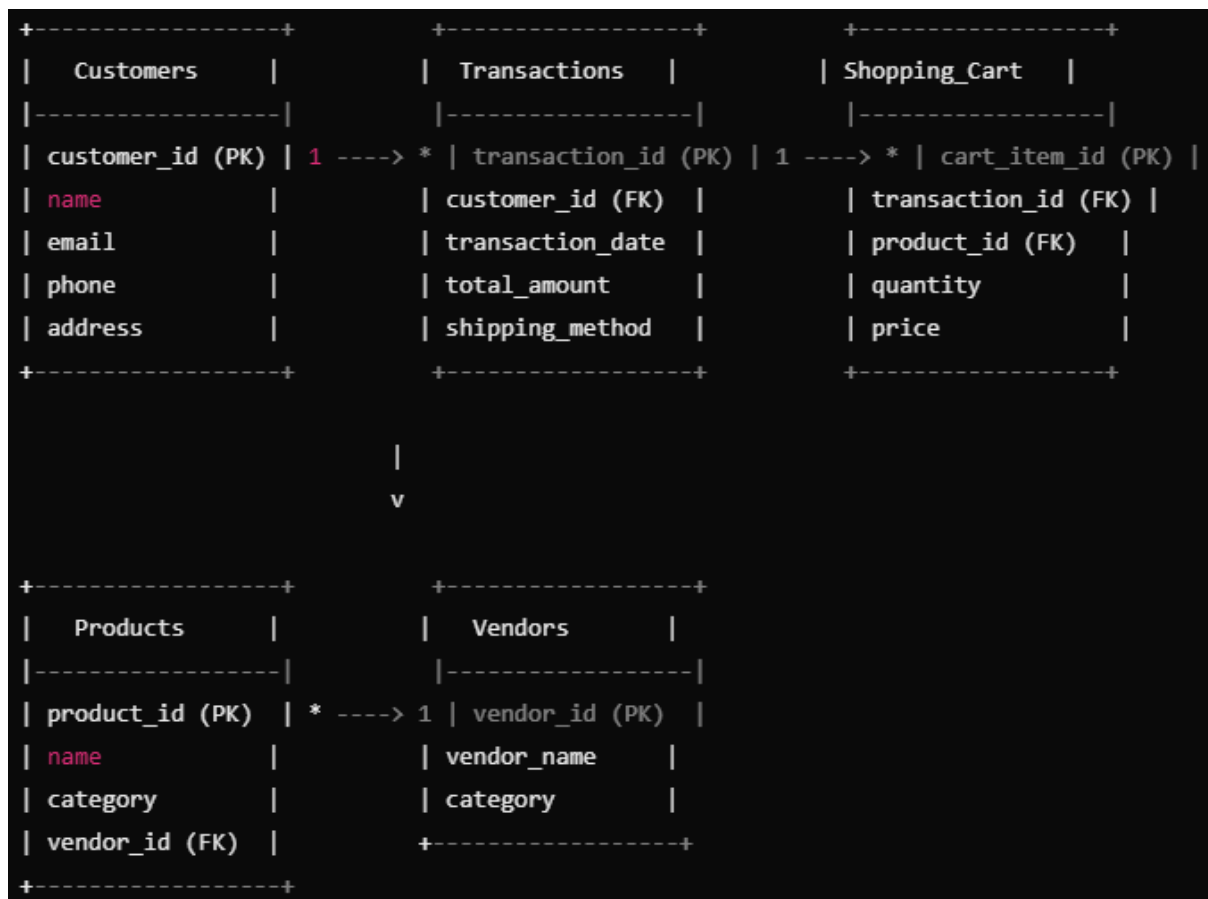 +------------------+          +------------------+          +------------------+
|   Customers      |          |  Transactions    |          | Shopping_Cart    |
|------------------|          |------------------|          |------------------|
| customer_id (PK) | 1 ----> * | transaction_id (PK) | 1 ----> * | cart_item_id (PK) |
| name             |          | customer_id (FK)  |          | transaction_id (FK) |
| email            |          | transaction_date  |          | product_id (FK)   |
| phone            |          | total_amount      |          | quantity          |
| address          |          | shipping_method   |          | price             |
+------------------+          +------------------+          +------------------+
|
v
+------------------+          +------------------+
|   Products       |          |   Vendors        |
|------------------|          |------------------|
| product_id (PK)  | * ----> 1 | vendor_id (PK)  |
| name             |          | vendor_name     |
| category         |          | category        |
| vendor_id (FK)   |          +------------------+
+------------------+